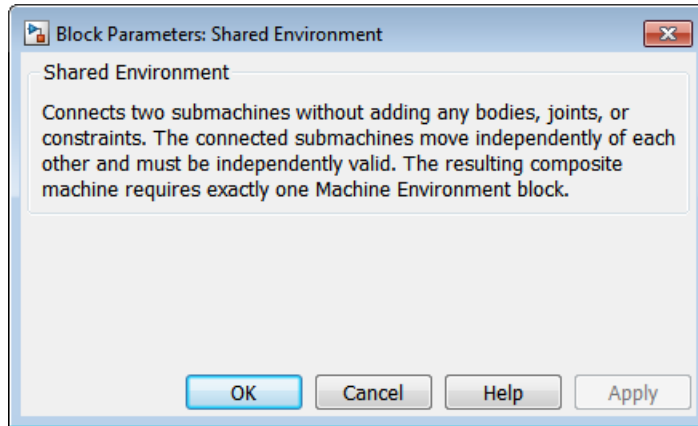 Block Parameters: Shared Environment
Shared Environment
Connects two submachines without adding any bodies, joints, or
constraints. The connected submachines move independently of each
other and must be independently valid. The resulting composite
machine requires exactly one Machine Environment block.
OK Cancel Help Apply